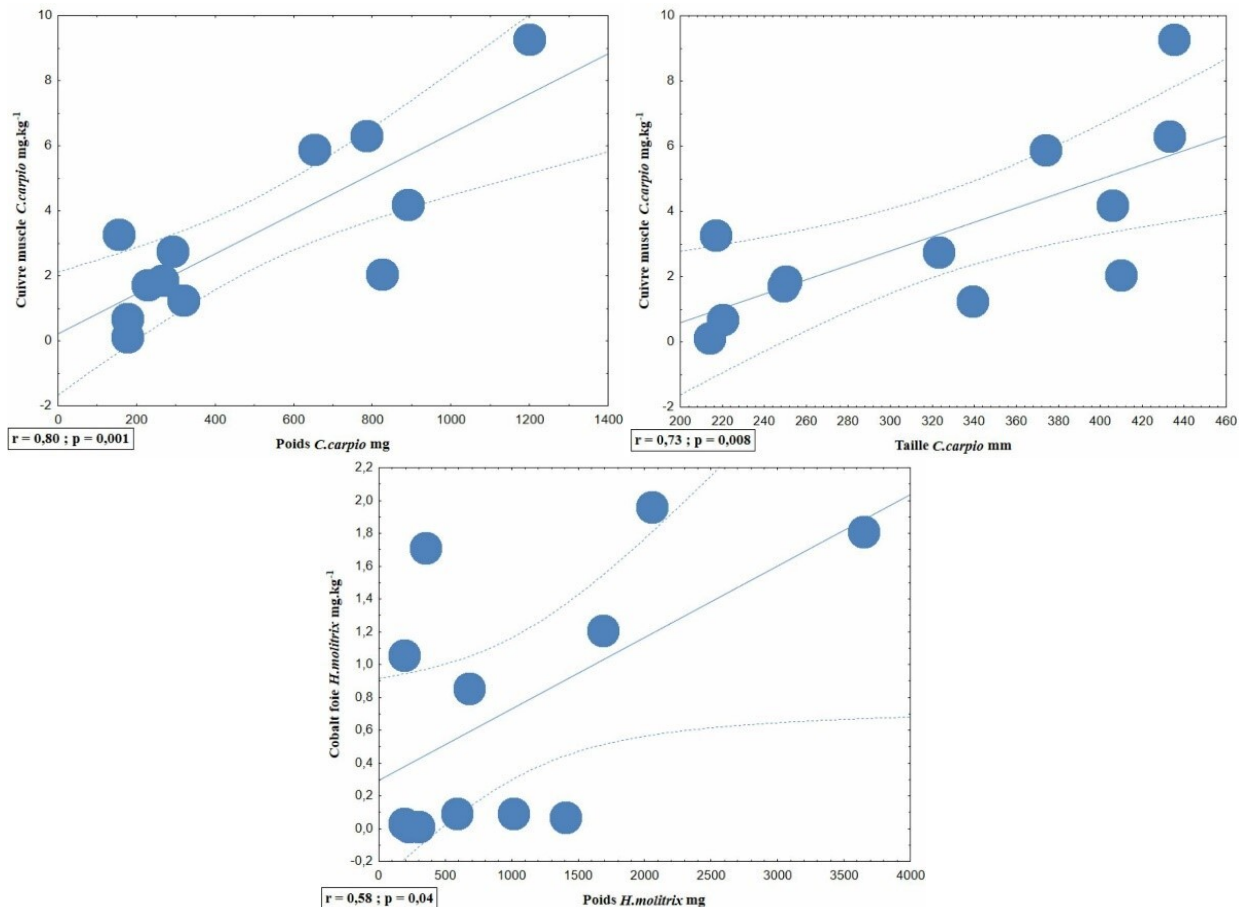 10
8
6
4
2
0
-2
Cuivre muscle C.carpio mg.kg-1
0 200 400 600 800 1000 1200 1400
Poids C.carpio mg
r = 0,80 ; p = 0,001
10
8
6
4
2
0
-2
Cuivre muscle C.carpio mg.kg-1
200 220 240 260 280 300 320 340 360 380 400 420 440 460
Taille C.carpio mm
r = 0,73 ; p = 0,008
2,2
2,0
1,8
1,6
1,4
1,2
1,0
0,8
0,6
0,4
0,2
0,0
-0,2
Cobalt foie H.molitrix mg.kg-1
0 500 1000 1500 2000 2500 3000 3500 4000
Poids H.molitrix mg
r = 0,58 ; p = 0,04